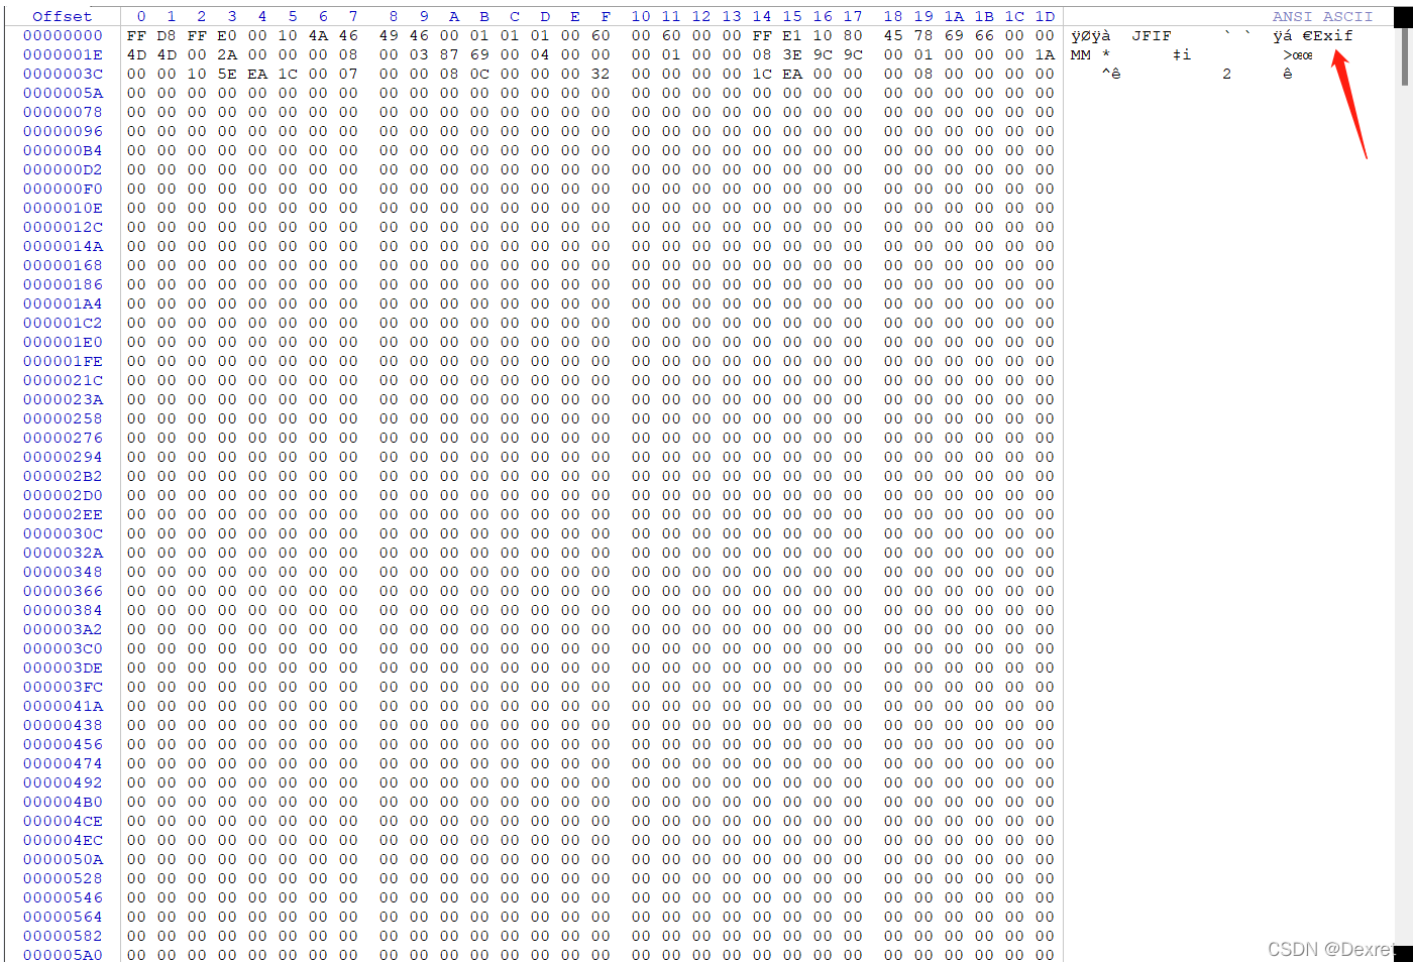 Offset 0 1 2 3 4 5 6 7 8 9 A B C D E F 10 11 12 13 14 15 16 17 18 19 1A 1B 1C 1D ANSI ASCII
00000000 FF D8 FF E0 00 10 4A 46 49 46 00 01 01 01 00 60 00 60 00 00 FF E1 10 80 45 78 69 66 00 00 ÿØÿà JFIF ` ` ÿá €Exif
0000001E 4D 4D 00 2A 00 00 00 08 00 03 87 69 00 04 00 00 00 01 00 00 08 3E 9C 9C 00 01 00 00 00 1A MM * ‡i >œœ
0000003C 00 00 10 5E EA 1C 00 07 00 00 08 0C 00 00 00 32 00 00 00 00 1C EA 00 00 00 08 00 00 00 00 ^ê 2 ê
0000005A 00 00 00 00 00 00 00 00 00 00 00 00 00 00 00 00 00 00 00 00 00 00 00 00 00 00 00 00 00 00
00000078 00 00 00 00 00 00 00 00 00 00 00 00 00 00 00 00 00 00 00 00 00 00 00 00 00 00 00 00 00 00
00000096 00 00 00 00 00 00 00 00 00 00 00 00 00 00 00 00 00 00 00 00 00 00 00 00 00 00 00 00 00 00
000000B4 00 00 00 00 00 00 00 00 00 00 00 00 00 00 00 00 00 00 00 00 00 00 00 00 00 00 00 00 00 00
000000D2 00 00 00 00 00 00 00 00 00 00 00 00 00 00 00 00 00 00 00 00 00 00 00 00 00 00 00 00 00 00
000000F0 00 00 00 00 00 00 00 00 00 00 00 00 00 00 00 00 00 00 00 00 00 00 00 00 00 00 00 00 00 00
0000010E 00 00 00 00 00 00 00 00 00 00 00 00 00 00 00 00 00 00 00 00 00 00 00 00 00 00 00 00 00 00
0000012C 00 00 00 00 00 00 00 00 00 00 00 00 00 00 00 00 00 00 00 00 00 00 00 00 00 00 00 00 00 00
0000014A 00 00 00 00 00 00 00 00 00 00 00 00 00 00 00 00 00 00 00 00 00 00 00 00 00 00 00 00 00 00
00000168 00 00 00 00 00 00 00 00 00 00 00 00 00 00 00 00 00 00 00 00 00 00 00 00 00 00 00 00 00 00
00000186 00 00 00 00 00 00 00 00 00 00 00 00 00 00 00 00 00 00 00 00 00 00 00 00 00 00 00 00 00 00
000001A4 00 00 00 00 00 00 00 00 00 00 00 00 00 00 00 00 00 00 00 00 00 00 00 00 00 00 00 00 00 00
000001C2 00 00 00 00 00 00 00 00 00 00 00 00 00 00 00 00 00 00 00 00 00 00 00 00 00 00 00 00 00 00
000001E0 00 00 00 00 00 00 00 00 00 00 00 00 00 00 00 00 00 00 00 00 00 00 00 00 00 00 00 00 00 00
000001FE 00 00 00 00 00 00 00 00 00 00 00 00 00 00 00 00 00 00 00 00 00 00 00 00 00 00 00 00 00 00
0000021C 00 00 00 00 00 00 00 00 00 00 00 00 00 00 00 00 00 00 00 00 00 00 00 00 00 00 00 00 00 00
0000023A 00 00 00 00 00 00 00 00 00 00 00 00 00 00 00 00 00 00 00 00 00 00 00 00 00 00 00 00 00 00
00000258 00 00 00 00 00 00 00 00 00 00 00 00 00 00 00 00 00 00 00 00 00 00 00 00 00 00 00 00 00 00
00000276 00 00 00 00 00 00 00 00 00 00 00 00 00 00 00 00 00 00 00 00 00 00 00 00 00 00 00 00 00 00
00000294 00 00 00 00 00 00 00 00 00 00 00 00 00 00 00 00 00 00 00 00 00 00 00 00 00 00 00 00 00 00
000002B2 00 00 00 00 00 00 00 00 00 00 00 00 00 00 00 00 00 00 00 00 00 00 00 00 00 00 00 00 00 00
000002D0 00 00 00 00 00 00 00 00 00 00 00 00 00 00 00 00 00 00 00 00 00 00 00 00 00 00 00 00 00 00
000002EE 00 00 00 00 00 00 00 00 00 00 00 00 00 00 00 00 00 00 00 00 00 00 00 00 00 00 00 00 00 00
0000030C 00 00 00 00 00 00 00 00 00 00 00 00 00 00 00 00 00 00 00 00 00 00 00 00 00 00 00 00 00 00
0000032A 00 00 00 00 00 00 00 00 00 00 00 00 00 00 00 00 00 00 00 00 00 00 00 00 00 00 00 00 00 00
00000348 00 00 00 00 00 00 00 00 00 00 00 00 00 00 00 00 00 00 00 00 00 00 00 00 00 00 00 00 00 00
00000366 00 00 00 00 00 00 00 00 00 00 00 00 00 00 00 00 00 00 00 00 00 00 00 00 00 00 00 00 00 00
00000384 00 00 00 00 00 00 00 00 00 00 00 00 00 00 00 00 00 00 00 00 00 00 00 00 00 00 00 00 00 00
000003A2 00 00 00 00 00 00 00 00 00 00 00 00 00 00 00 00 00 00 00 00 00 00 00 00 00 00 00 00 00 00
000003C0 00 00 00 00 00 00 00 00 00 00 00 00 00 00 00 00 00 00 00 00 00 00 00 00 00 00 00 00 00 00
000003DE 00 00 00 00 00 00 00 00 00 00 00 00 00 00 00 00 00 00 00 00 00 00 00 00 00 00 00 00 00 00
000003FC 00 00 00 00 00 00 00 00 00 00 00 00 00 00 00 00 00 00 00 00 00 00 00 00 00 00 00 00 00 00
0000041A 00 00 00 00 00 00 00 00 00 00 00 00 00 00 00 00 00 00 00 00 00 00 00 00 00 00 00 00 00 00
00000438 00 00 00 00 00 00 00 00 00 00 00 00 00 00 00 00 00 00 00 00 00 00 00 00 00 00 00 00 00 00
00000456 00 00 00 00 00 00 00 00 00 00 00 00 00 00 00 00 00 00 00 00 00 00 00 00 00 00 00 00 00 00
00000474 00 00 00 00 00 00 00 00 00 00 00 00 00 00 00 00 00 00 00 00 00 00 00 00 00 00 00 00 00 00
00000492 00 00 00 00 00 00 00 00 00 00 00 00 00 00 00 00 00 00 00 00 00 00 00 00 00 00 00 00 00 00
000004B0 00 00 00 00 00 00 00 00 00 00 00 00 00 00 00 00 00 00 00 00 00 00 00 00 00 00 00 00 00 00
000004CE 00 00 00 00 00 00 00 00 00 00 00 00 00 00 00 00 00 00 00 00 00 00 00 00 00 00 00 00 00 00
000004EC 00 00 00 00 00 00 00 00 00 00 00 00 00 00 00 00 00 00 00 00 00 00 00 00 00 00 00 00 00 00
0000050A 00 00 00 00 00 00 00 00 00 00 00 00 00 00 00 00 00 00 00 00 00 00 00 00 00 00 00 00 00 00
00000528 00 00 00 00 00 00 00 00 00 00 00 00 00 00 00 00 00 00 00 00 00 00 00 00 00 00 00 00 00 00
00000546 00 00 00 00 00 00 00 00 00 00 00 00 00 00 00 00 00 00 00 00 00 00 00 00 00 00 00 00 00 00
00000564 00 00 00 00 00 00 00 00 00 00 00 00 00 00 00 00 00 00 00 00 00 00 00 00 00 00 00 00 00 00
00000582 00 00 00 00 00 00 00 00 00 00 00 00 00 00 00 00 00 00 00 00 00 00 00 00 00 00 00 00 00 00
000005A0 00 00 00 00 00 00 00 00 00 00 00 00 00 00 00 00 00 00 00 00 00 00 00 00 00 00 00 00 00 00
CSDN @Dexret